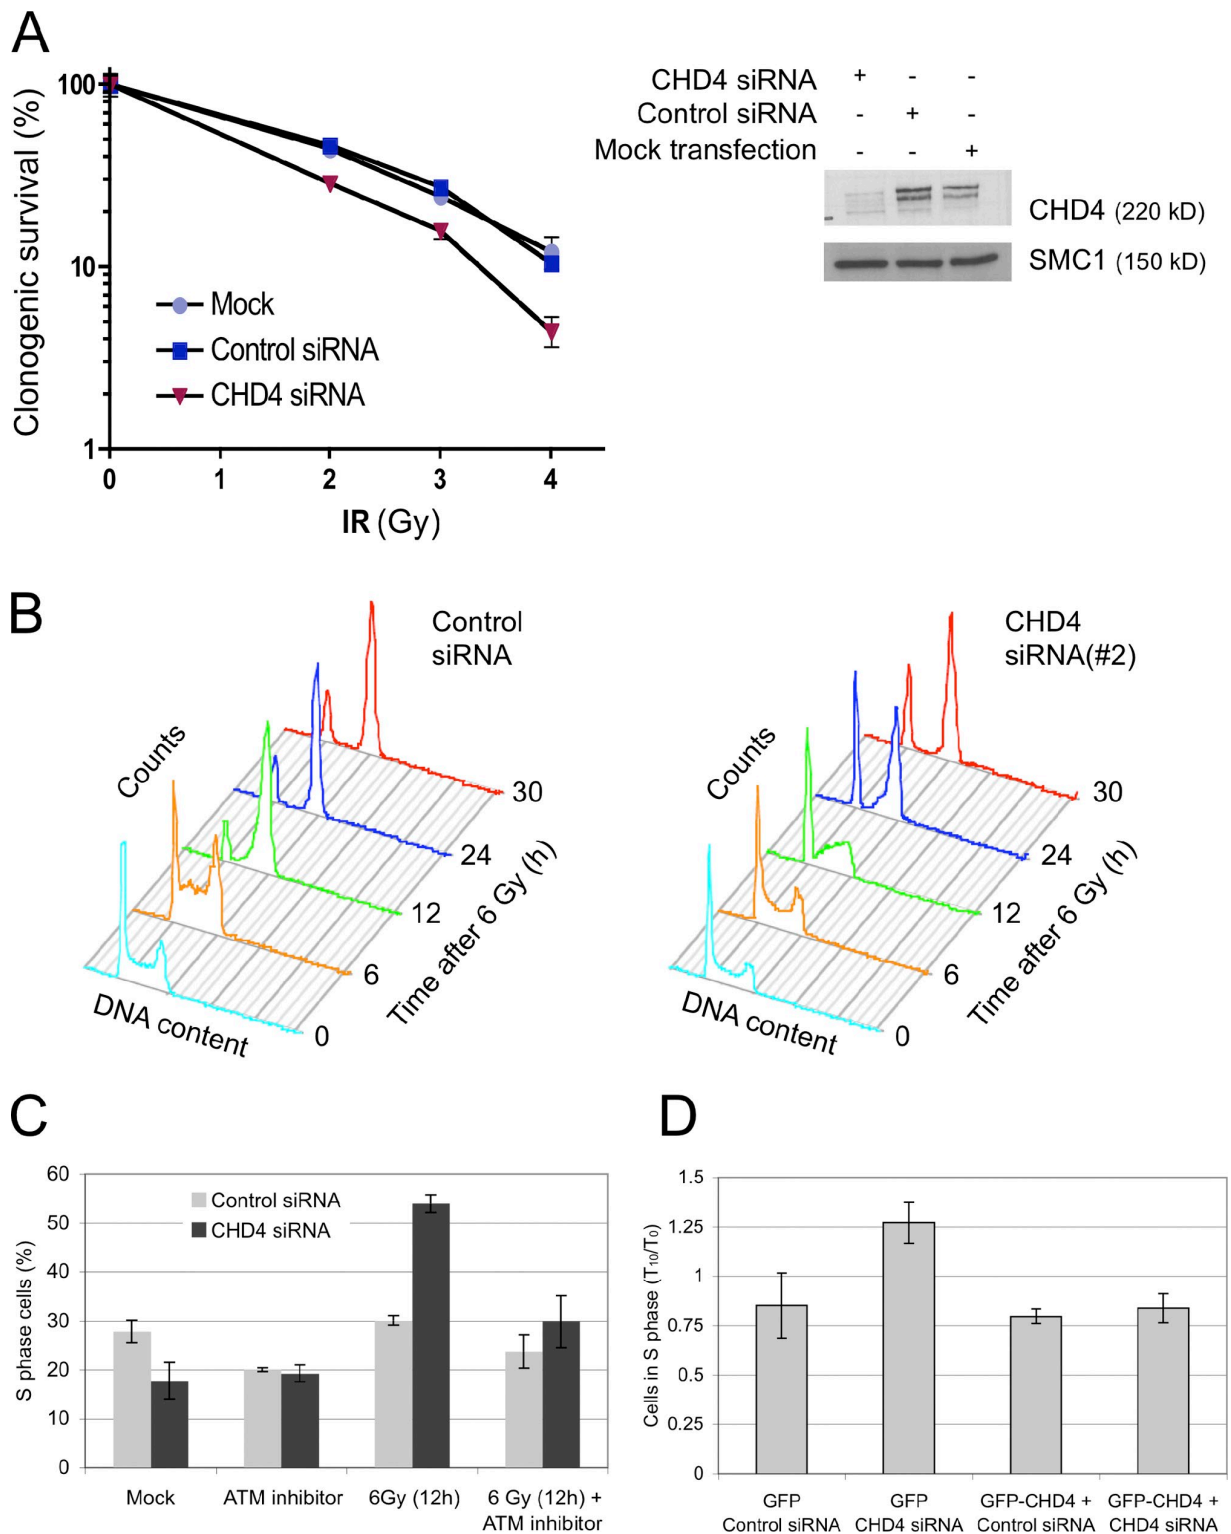 A
Clonogenic survival (%)
100
10
1
0 1 2 3 4
IR (Gy)
Mock
Control siRNA
CHD4 siRNA
CHD4 siRNA + - -
Control siRNA - + -
Mock transfection - - +
CHD4 (220 kD)
SMC1 (150 kD)
B
Control
siRNA
Counts
30
24
12
6
0
Time after 6 Gy (h)
DNA content
CHD4
siRNA(#2)
Counts
30
24
12
6
0
Time after 6 Gy (h)
DNA content
C
S phase cells (%)
60
50
40
30
20
10
0
Control siRNA
CHD4 siRNA
Mock
ATM inhibitor
6Gy (12h)
6 Gy (12h) +
ATM inhibitor
D
Cells in S phase (T10/T0)
1.5
1.25
1
0.75
0.5
0.25
0
GFP
Control siRNA
GFP
CHD4 siRNA
GFP-CHD4 +
Control siRNA
GFP-CHD4 +
CHD4 siRNA